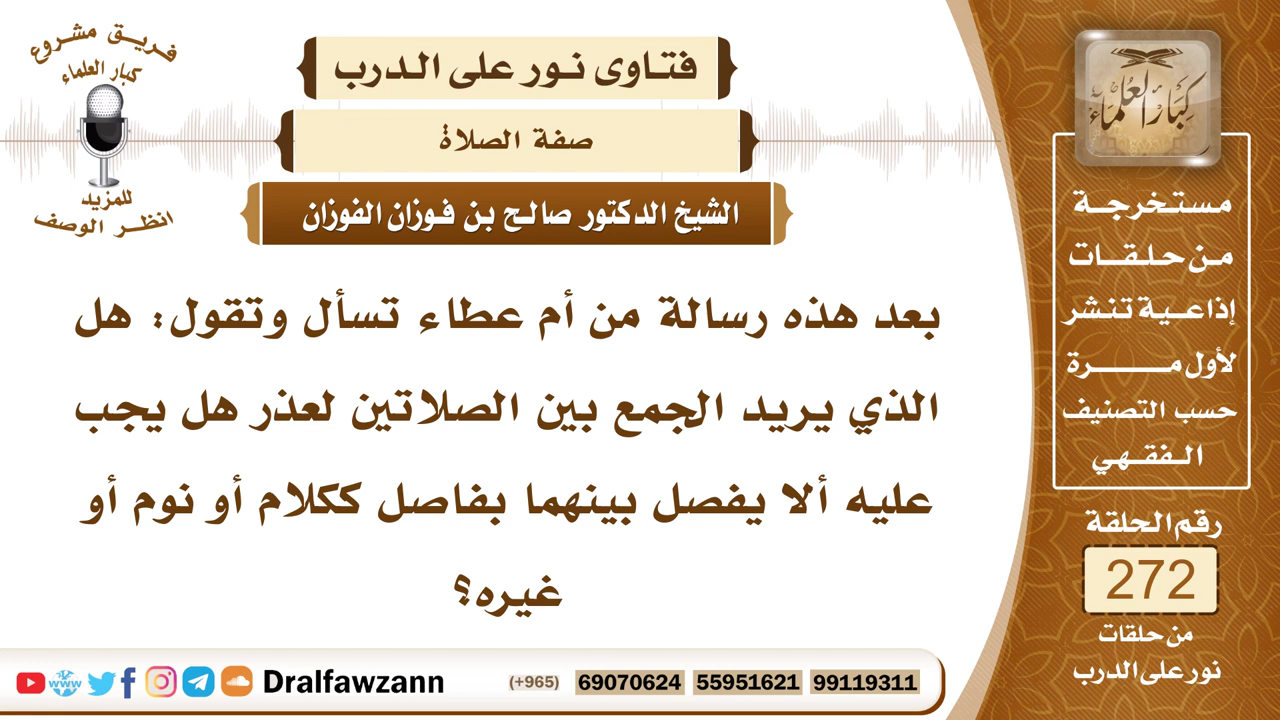 فريق مشروع
كبار العلماء
للمزيد
انظر الوصف
فتاوى نور على الدرب
صفة الصلاة
الشيخ الدكتور صالح بن فوزان الفوزان
بعد هذه رسالة من أم عطاء تسأل وتقول: هل
الذي يريد الجمع بين الصلاتين لعذر هل يجب
عليه ألا يفصل بينهما بفاصل ككلام أو نوم أو
غيره؟
كبار العلماء
مستخرجة
من حلقات
إذاعية تنشر
لأول مرة
حسب التصنيف
الفقهي
رقم الحلقة
272
من حلقات
نور على الدرب
www
Dralfawzann (+965) 69070624 55951621 99119311